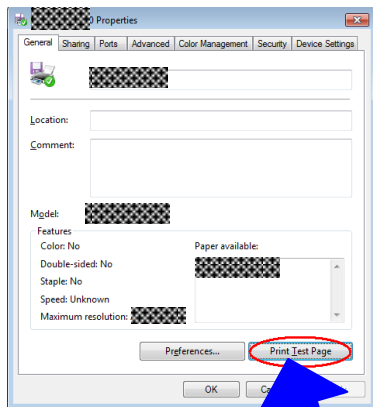 Properties
General Sharing Ports Advanced Color Management Security Device Settings
Location:
Comment:
Model:
Features
Color: No
Paper available:
Double-sided: No
Staple: No
Speed: Unknown
Maximum resolution:
Preferences... Print Test Page
OK